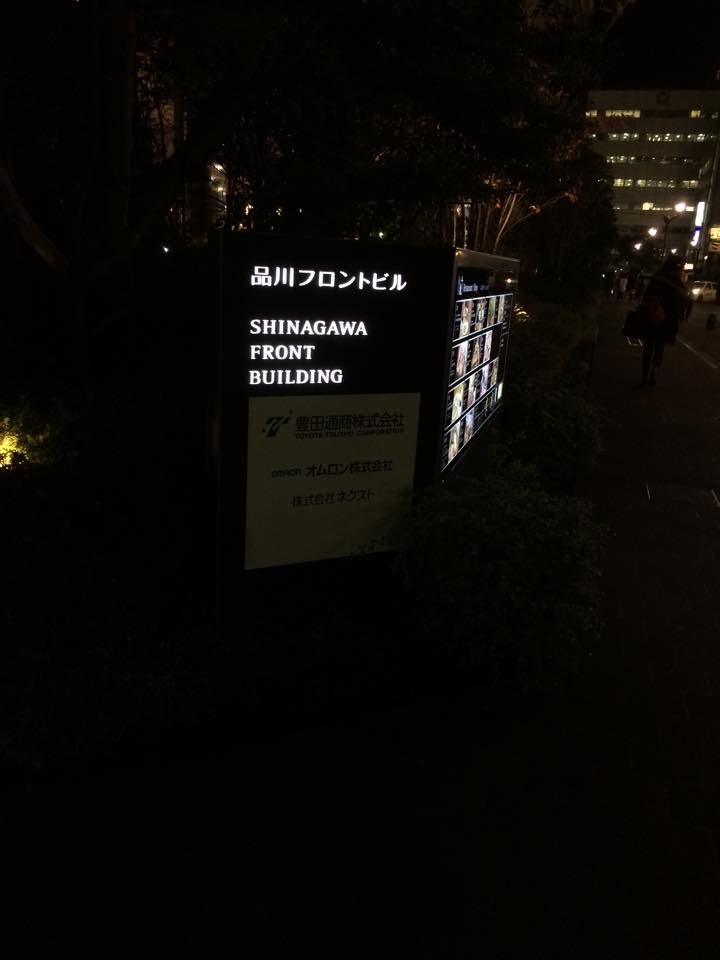 品川フロントビル
SHINAGAWA
FRONT
BUILDING
豊田通商株式会社
TOYOTA TSUSHO CORPORATION
OMRON オムロン株式会社
株式会社ネクスト